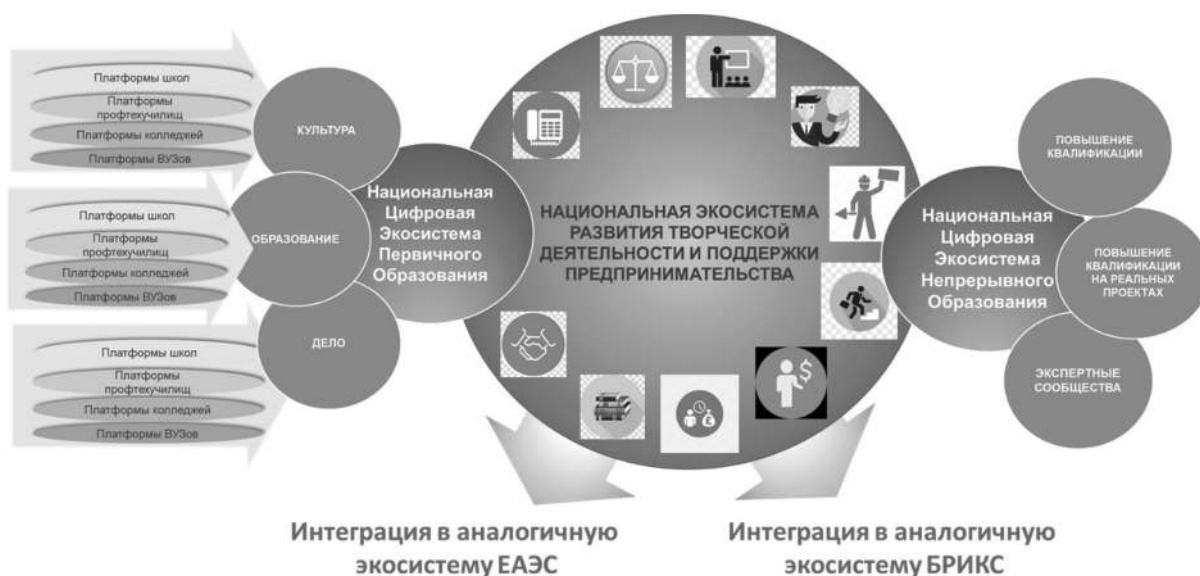 Платформы школ
Платформы
профтехучилищ
Платформы колледжей
Платформы ВУЗов
Платформы школ
Платформы
профтехучилищ
Платформы колледжей
Платформы ВУЗов
Платформы школ
Платформы
профтехучилищ
Платформы колледжей
Платформы ВУЗов
КУЛЬТУРА
ОБРАЗОВАНИЕ
ДЕЛО
Национальная
Цифровая
Экосистема
Первичного
Образования
НАЦИОНАЛЬНАЯ ЭКОСИСТЕМА
РАЗВИТИЯ ТВОРЧЕСКОЙ
ДЕЯТЕЛЬНОСТИ И ПОДДЕРЖКИ
ПРЕДПРИНИМАТЕЛЬСТВА
Национальная
Цифровая
Экосистема
Непрерывного
Образования
ПОВЫШЕНИЕ
КВАЛИФИКАЦИИ
ПОВЫШЕНИЕ
КВАЛИФИКАЦИИ
НА РЕАЛЬНЫХ
ПРОЕКТАХ
ЭКСПЕРТНЫЕ
СООБЩЕСТВА
Интеграция в аналогичную
экосистему ЕАЭС
Интеграция в аналогичную
экосистему БРИКС